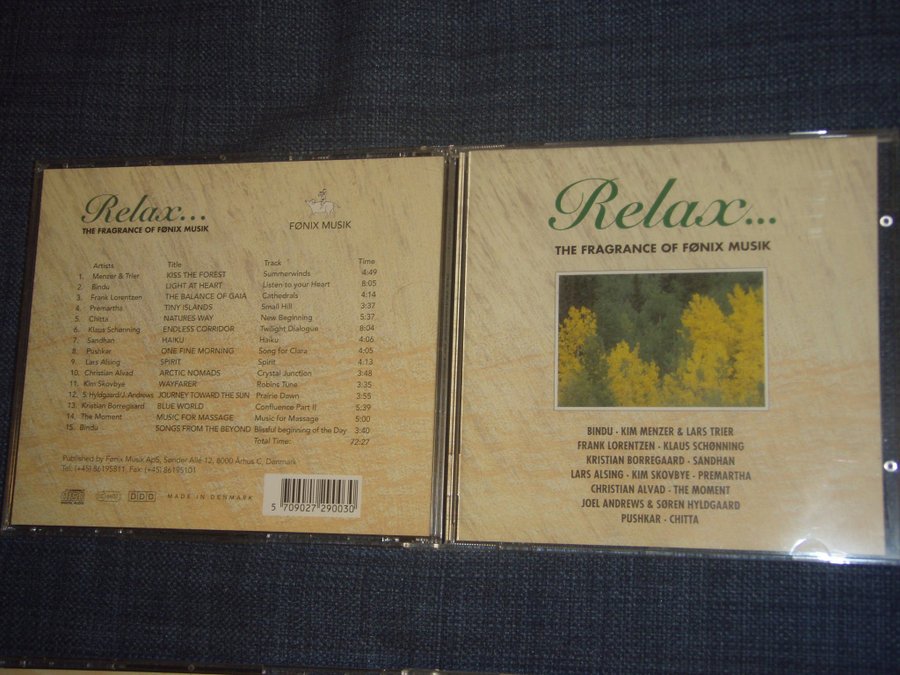 Relax...
THE FRAGRANCE OF FØNIX MUSIK
FØNIX MUSIK
Artists Title Track Time
1. Menzer & Trier KISS THE FOREST Summerwinds 4:49
2. Bindu LIGHT AT HEART Listen to your Heart 8:05
3. Frank Lorentzen THE BALANCE OF GAIA Cathedrals 4:14
4. Premartha TINY ISLANDS Small Hill 3:37
5. Chitta NATURES WAY New Beginning 5:37
6. Klaus Schønning ENDLESS CORRIDOR Twilight Dialogue 8:04
7. Sandhan HAIKU Haiku 4:06
8. Pushkar ONE FINE MORNING Song for Clara 4:05
9. Lars Alsing SPIRIT Spirit 4:13
10. Christian Alvad ARCTIC NOMADS Crystal Junction 3:48
11. Kim Skovbye WAYFARER Robins Tune 3:35
12. S. Hyldgaard/J. Andrews JOURNEY TOWARD THE SUN Prairie Dawn 3:55
13. Kristian Borregaard BLUE WORLD Confluence Part II 5:39
14. The Moment MUSIC FOR MASSAGE Music for Massage 5:00
15. Bindu SONGS FROM THE BEYOND Blissful beginning of the Day 3:40
Total Time: 72:27
Published by Fønix Musik ApS, Sønder Allé 12, 8000 Århus C, Denmark
Tel: (+45) 86195811, Fax: (+45) 86195101
DDD MADE IN DENMARK
5 709027 290030
Relax...
THE FRAGRANCE OF FØNIX MUSIK
BINDU · KIM MENZER & LARS TRIER
FRANK LORENTZEN · KLAUS SCHØNNING
KRISTIAN BORREGAARD · SANDHAN
LARS ALSING · KIM SKOVBYE · PREMARTHA
CHRISTIAN ALVAD · THE MOMENT
JOEL ANDREWS & SØREN HYLDGAARD
PUSHKAR · CHITTA